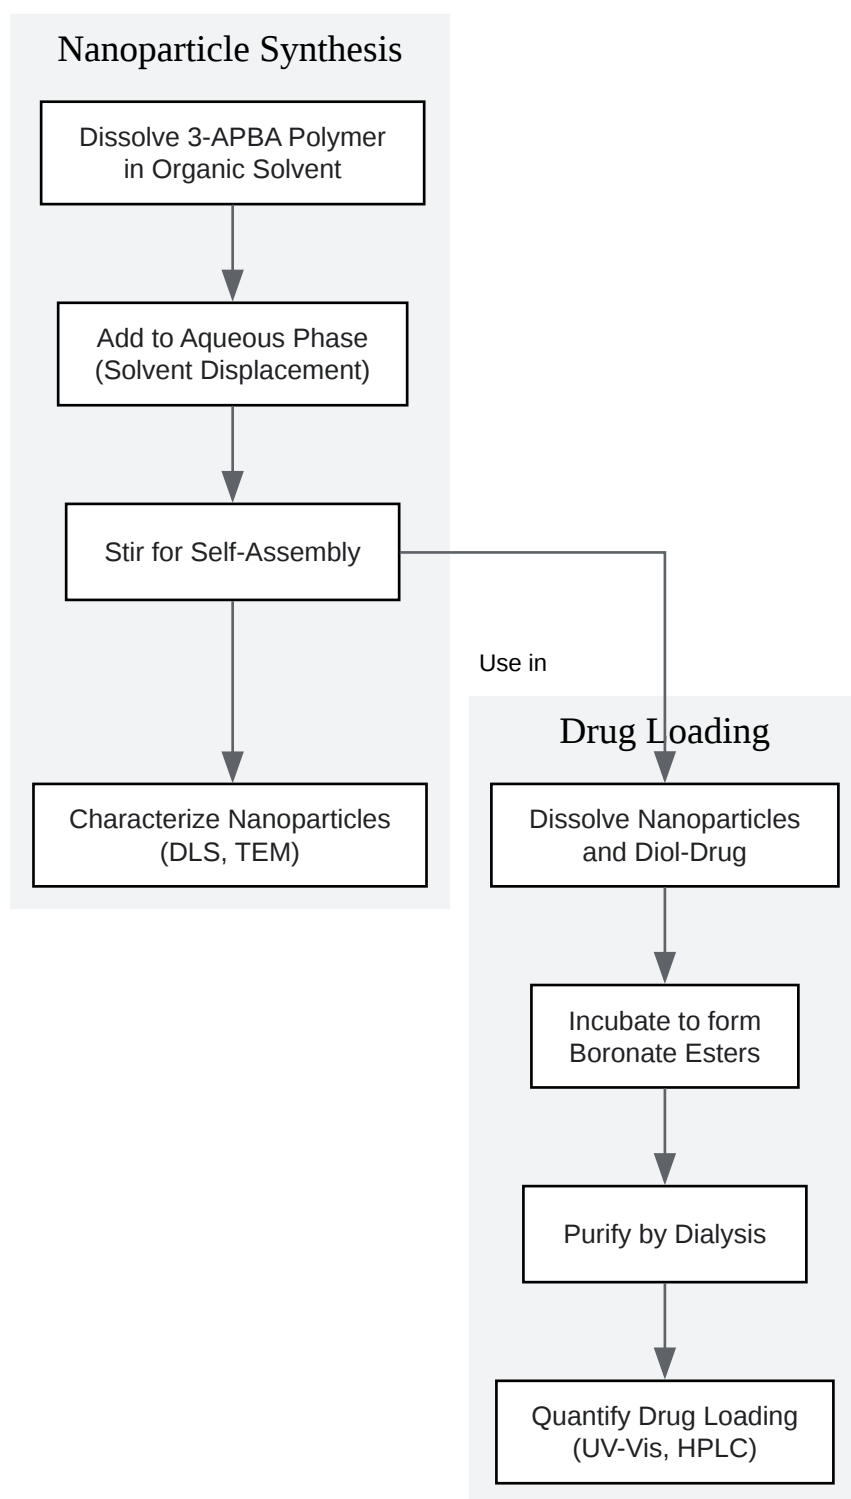 Nanoparticle Synthesis
Dissolve 3-APBA Polymer
in Organic Solvent
Add to Aqueous Phase
(Solvent Displacement)
Stir for Self-Assembly
Characterize Nanoparticles
(DLS, TEM)
Use in
Drug Loading
Dissolve Nanoparticles
and Diol-Drug
Incubate to form
Boronate Esters
Purify by Dialysis
Quantify Drug Loading
(UV-Vis, HPLC)